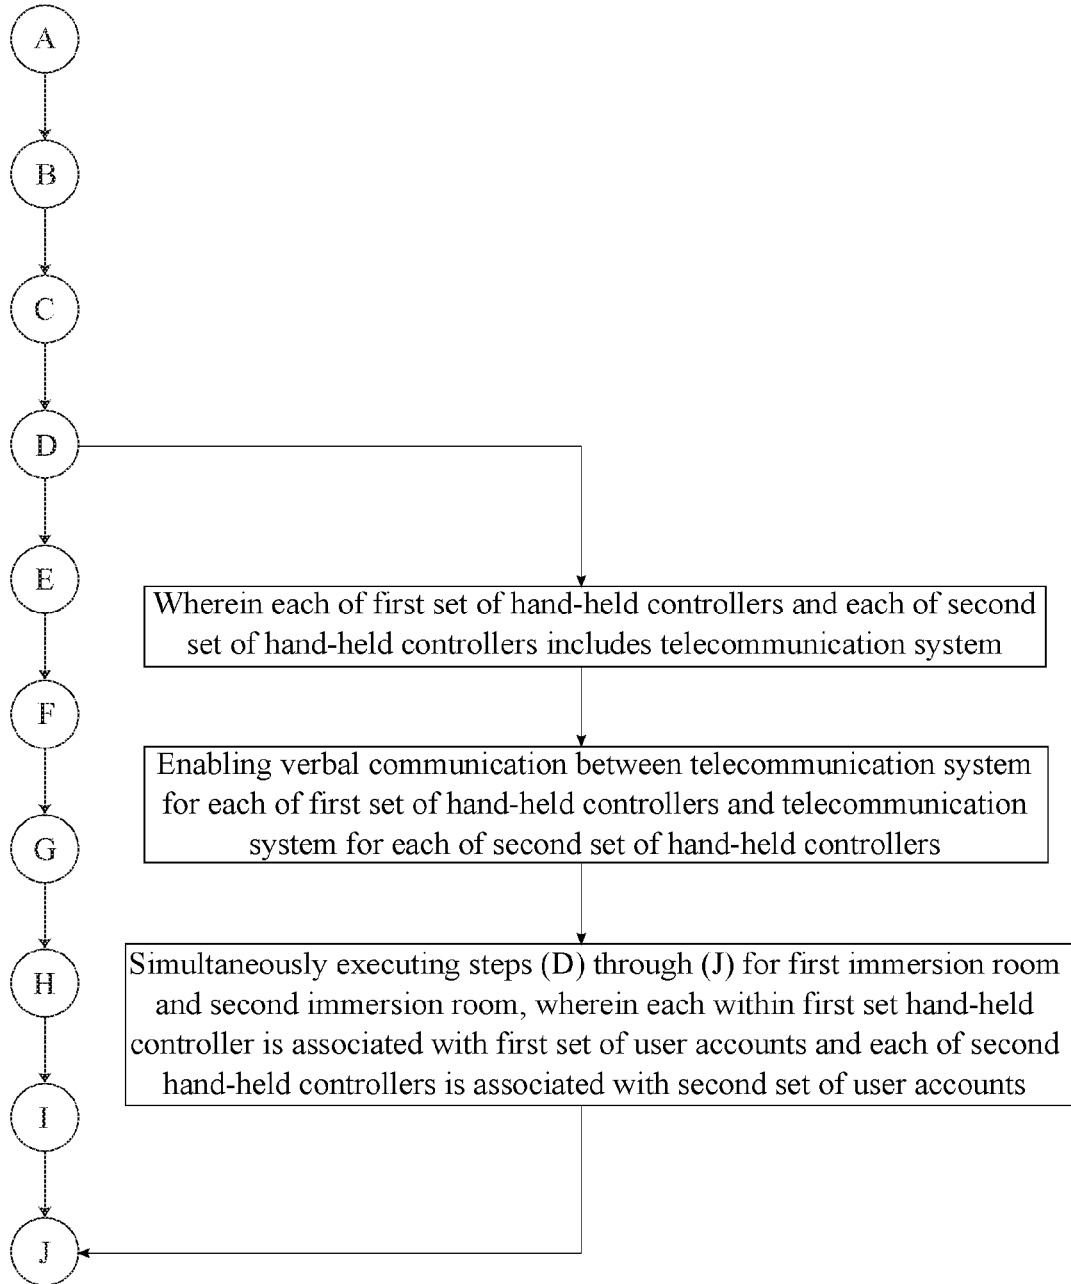 A
B
C
D
E
Wherein each of first set of hand-held controllers and each of second
set of hand-held controllers includes telecommunication system
F
Enabling verbal communication between telecommunication system
for each of first set of hand-held controllers and telecommunication
system for each of second set of hand-held controllers
G
Simultaneously executing steps (D) through (J) for first immersion room
and second immersion room, wherein each within first set hand-held
controller is associated with first set of user accounts and each of second
hand-held controllers is associated with second set of user accounts
H
I
J